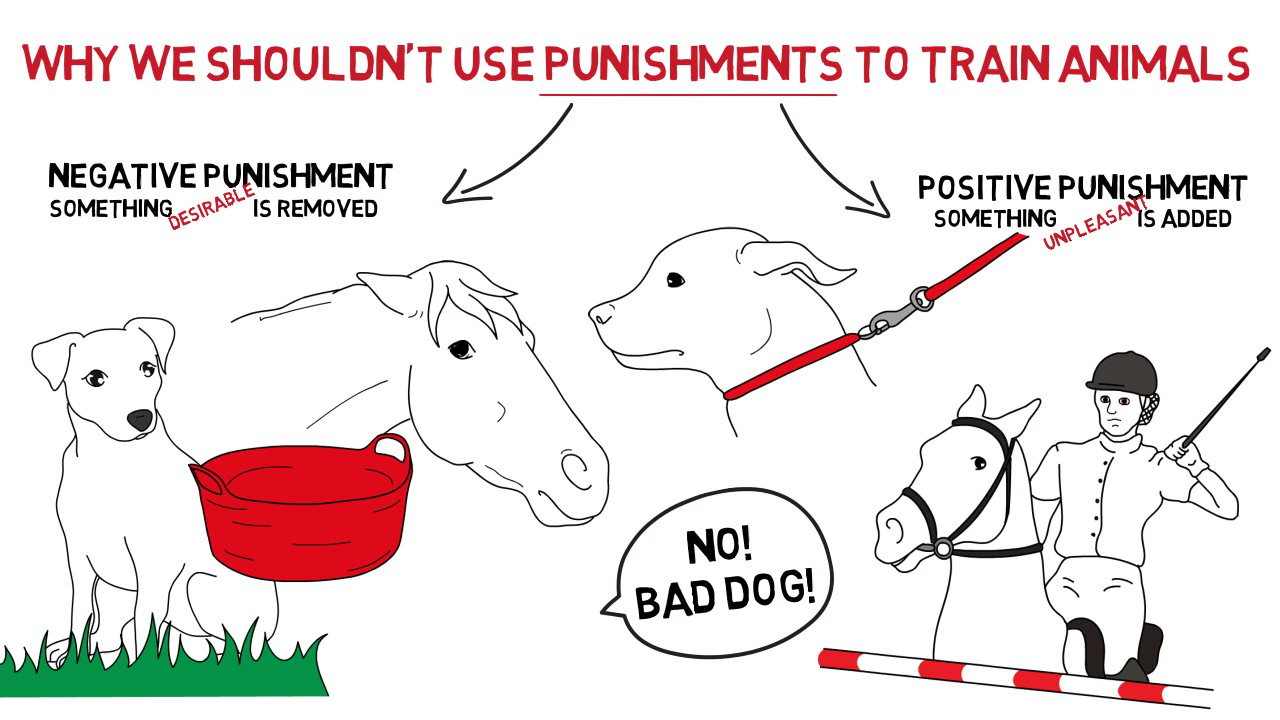 WHY WE SHOULDN'T USE PUNISHMENTS TO TRAIN ANIMALS
NEGATIVE PUNISHMENT
SOMETHING DESIRABLE IS REMOVED
POSITIVE PUNISHMENT
SOMETHING UNPLEASANT IS ADDED
NO!
BAD DOG!